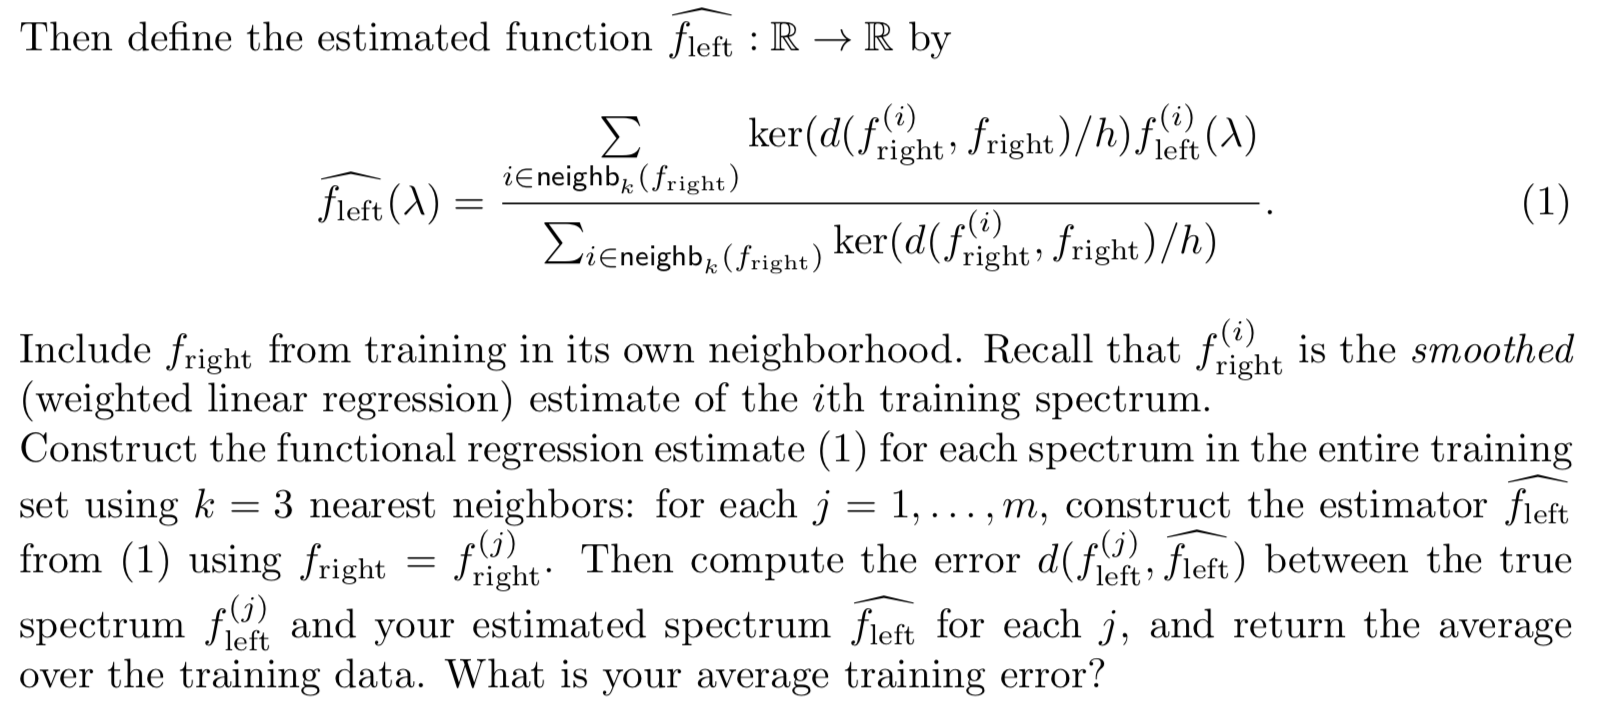 Then define the estimated function $\widehat{f_{\text{left}}} : \mathbb{R} \to \mathbb{R}$ by
$$\widehat{f_{\text{left}}}(\lambda) = \frac{\sum_{i \in \mathsf{neighb}_k(f_{\text{right}})} \ker(d(f^{(i)}_{\text{right}}, f_{\text{right}})/h) f^{(i)}_{\text{left}}(\lambda)}{\sum_{i \in \mathsf{neighb}_k(f_{\text{right}})} \ker(d(f^{(i)}_{\text{right}}, f_{\text{right}})/h)}. \quad (1)$$
Include $f_{\text{right}}$ from training in its own neighborhood. Recall that $f^{(i)}_{\text{right}}$ is the smoothed
(weighted linear regression) estimate of the $i$th training spectrum.
Construct the functional regression estimate (1) for each spectrum in the entire training
set using $k = 3$ nearest neighbors: for each $j = 1, \ldots, m$, construct the estimator $\widehat{f_{\text{left}}}$
from (1) using $f_{\text{right}} = f^{(j)}_{\text{right}}$. Then compute the error $d(f^{(j)}_{\text{left}}, \widehat{f_{\text{left}}})$ between the true
spectrum $f^{(j)}_{\text{left}}$ and your estimated spectrum $\widehat{f_{\text{left}}}$ for each $j$, and return the average
over the training data. What is your average training error?